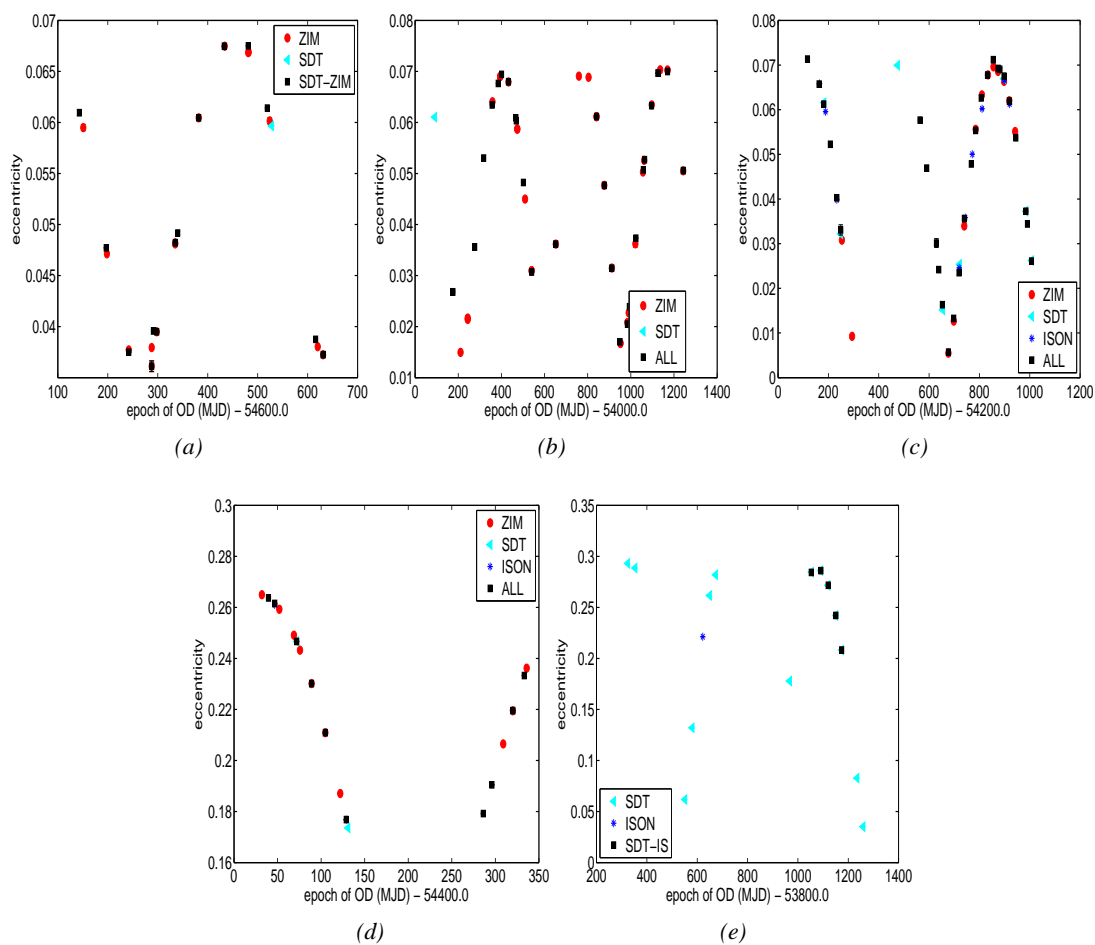 0.07
0.065
0.06
0.055
0.05
0.045
0.04
eccentricity
100 200 300 400 500 600 700
epoch of OD (MJD) − 54600.0
ZIM
SDT
SDT−ZIM
(a)
0.08
0.07
0.06
0.05
0.04
0.03
0.02
0.01
eccentricity
0 200 400 600 800 1000 1200 1400
epoch of OD (MJD) − 54000.0
ZIM
SDT
ALL
(b)
0.08
0.07
0.06
0.05
0.04
0.03
0.02
0.01
0
eccentricity
0 200 400 600 800 1000 1200
epoch of OD (MJD) − 54200.0
ZIM
SDT
ISON
ALL
(c)
0.3
0.28
0.26
0.24
0.22
0.2
0.18
0.16
eccentricity
0 50 100 150 200 250 300 350
epoch of OD (MJD) − 54400.0
ZIM
SDT
ISON
ALL
(d)
0.35
0.3
0.25
0.2
0.15
0.1
0.05
0
eccentricity
200 400 600 800 1000 1200 1400
epoch of OD (MJD) − 53800.0
SDT
ISON
SDT−IS
(e)